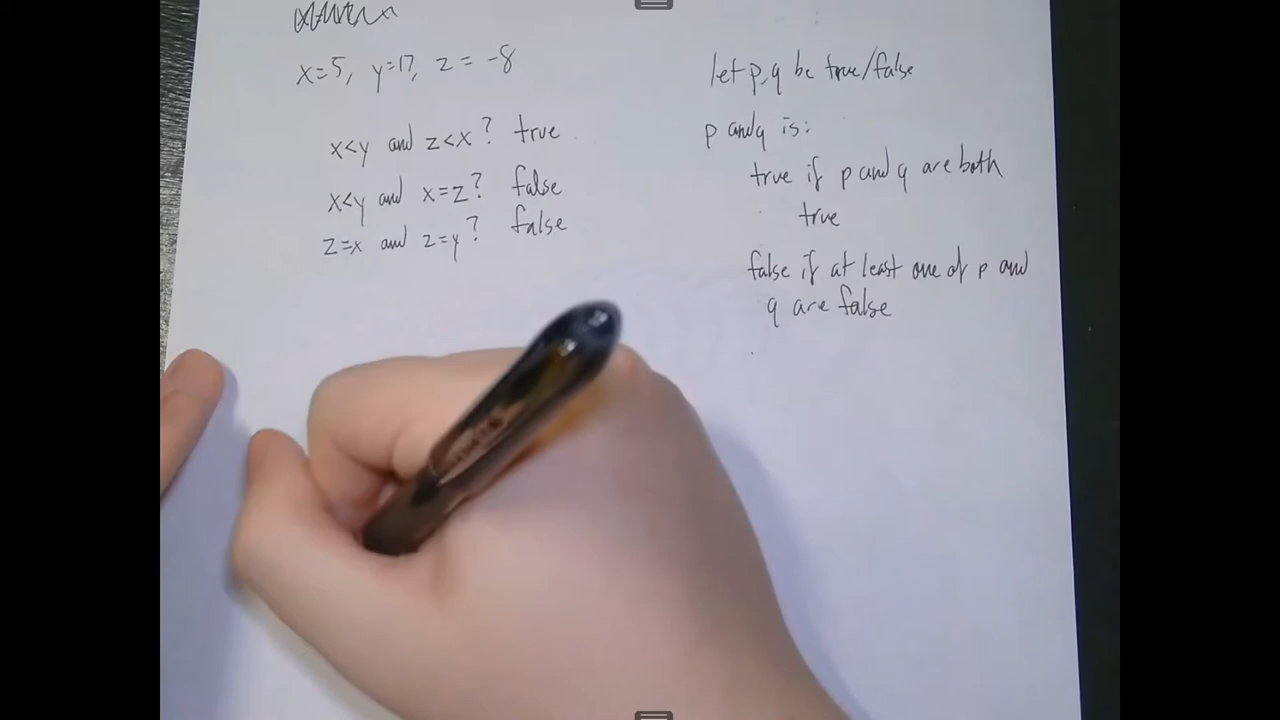 x=5, y=17, z = -8
x<y and z<x? true
x<y and x=z? false
z=x and z=y? false
let p,q be true/false
p and q is:
true if p and q are both
true
false if at least one of p and
q are false